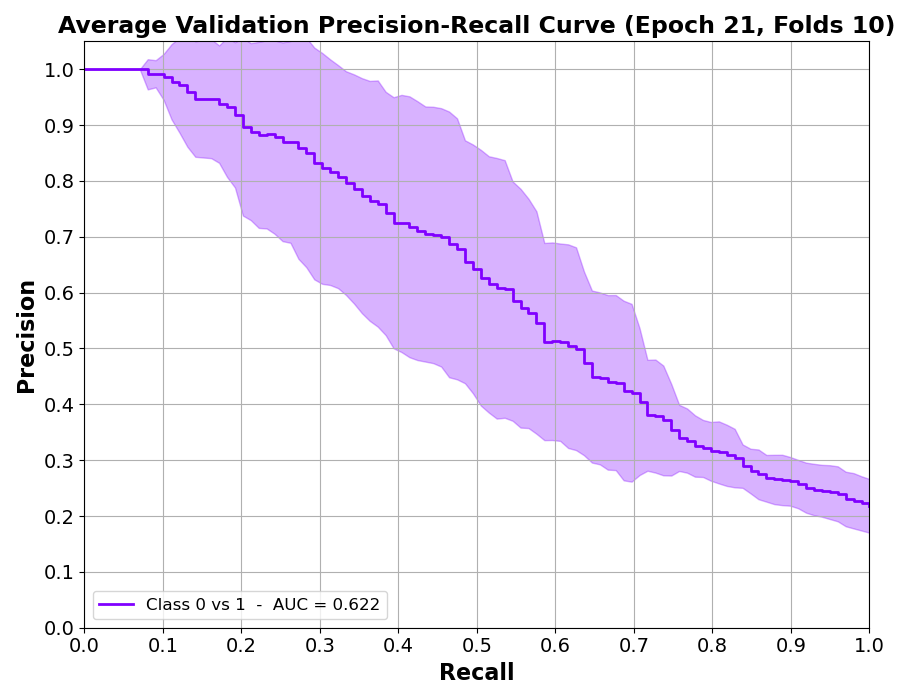 Average Validation Precision-Recall Curve (Epoch 21, Folds 10)
1.0
0.9
0.8
0.7
0.6
0.5
0.4
0.3
0.2
0.1
0.0
Precision
Class 0 vs 1 - AUC = 0.622
0.0 0.1 0.2 0.3 0.4 0.5 0.6 0.7 0.8 0.9 1.0
Recall